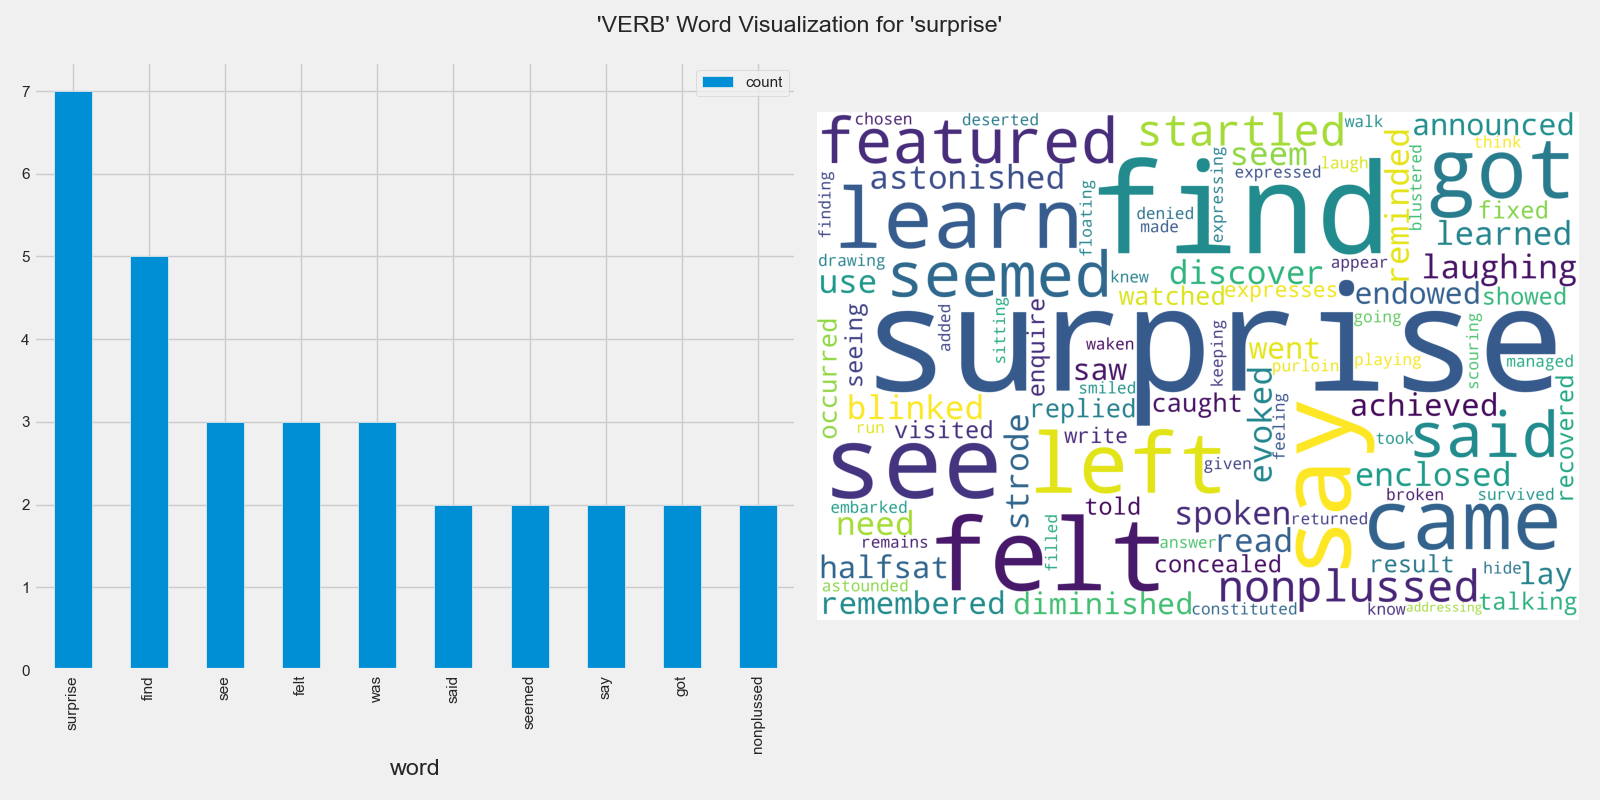 'VERB' Word Visualization for 'surprise'
count
7
6
5
4
3
2
1
0
surprise
find
see
felt
was
said
seemed
say
got
nonplussed
word
chosen
deserted
featured
startled
walk
announced
think
seem
laugh
expressed
expressing
reminded
blustered
got
finding
astonished
learn
floating
denied
made
find
fixed
learned
drawing
use
seemed
knew
discover
appear
laughing
watched
expresses
endowed
showed
occurred
seeing
added
sitting
enquire
surprise
going
waken
saw
smiled
keeping
went
purloin
playing
scouring
managed
blinked
run
visited
replied
write
caught
evoked
feeling
achieved
took
said
recovered
see
strode
left
given
say
enclosed
broken
survived
embarked
need
remains
felt
filled
told
spoken
returned
came
answer
read
halfsat
astounded
concealed
result
hide
lay
nonplussed
remembered
diminished
constituted
know
addressing
talking